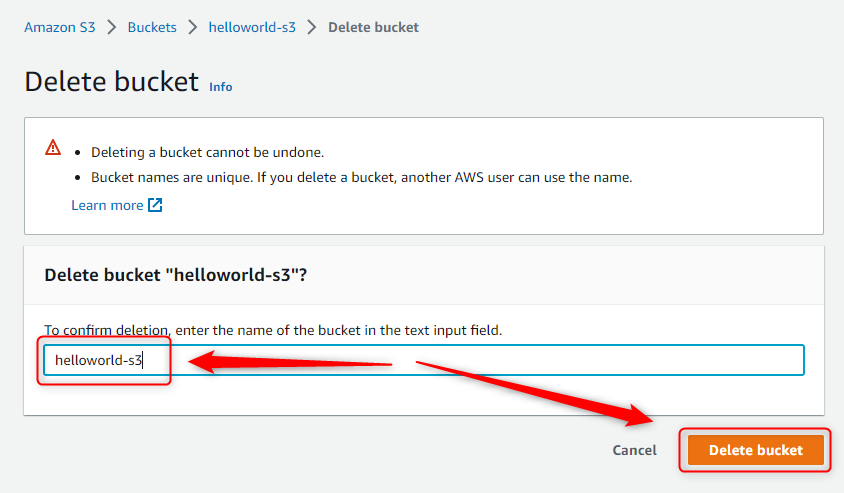 Amazon S3 > Buckets > helloworld-s3 > Delete bucket
Delete bucket Info
• Deleting a bucket cannot be undone.
• Bucket names are unique. If you delete a bucket, another AWS user can use the name.
Learn more
Delete bucket "helloworld-s3"?
To confirm deletion, enter the name of the bucket in the text input field.
helloworld-s3
Cancel Delete bucket